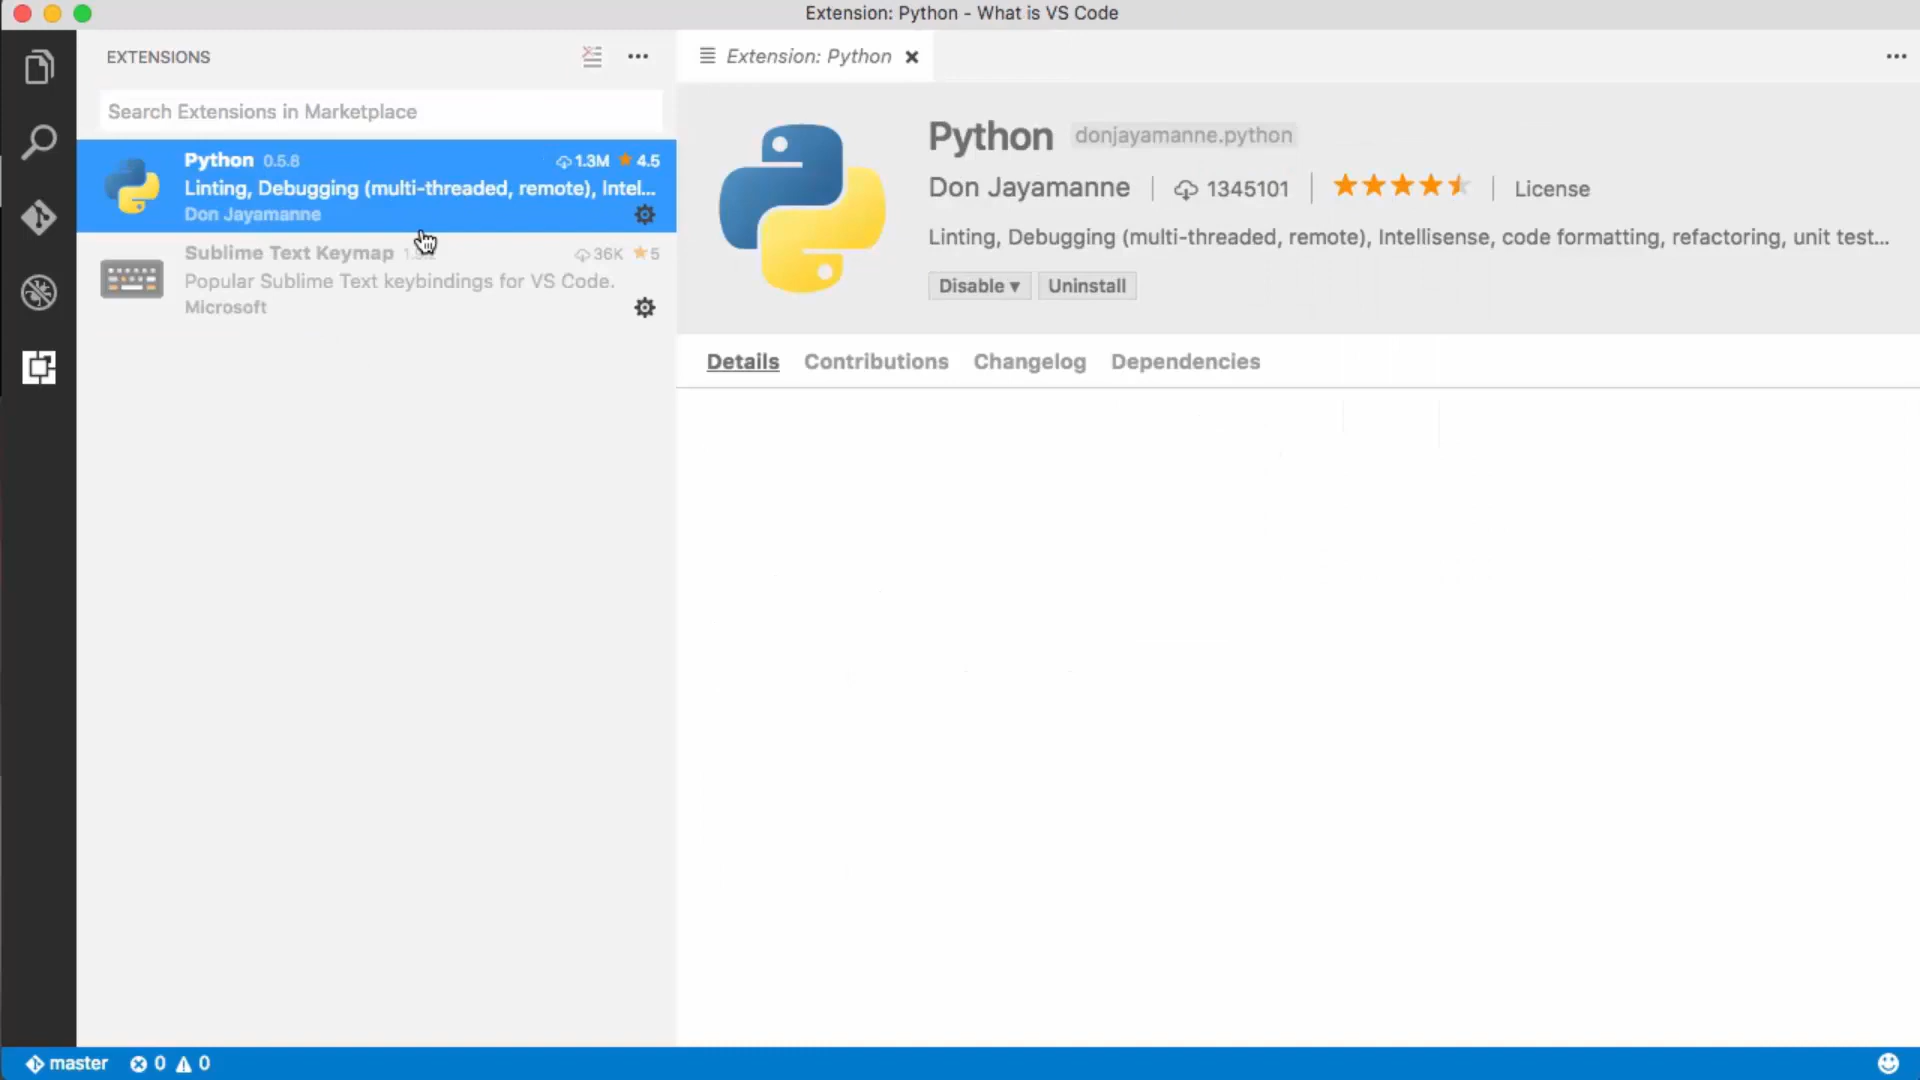 Extension: Python - What is VS Code
EXTENSIONS
Search Extensions in Marketplace
Python 0.5.8 1.3M 4.5
Linting, Debugging (multi-threaded, remote), Intel...
Don Jayamanne
Sublime Text Keymap 36K 5
Popular Sublime Text keybindings for VS Code.
Microsoft
Extension: Python
Python donjayamanne.python
Don Jayamanne 1345101 License
Linting, Debugging (multi-threaded, remote), Intellisense, code formatting, refactoring, unit test...
Disable Uninstall
Details Contributions Changelog Dependencies
master 0 0